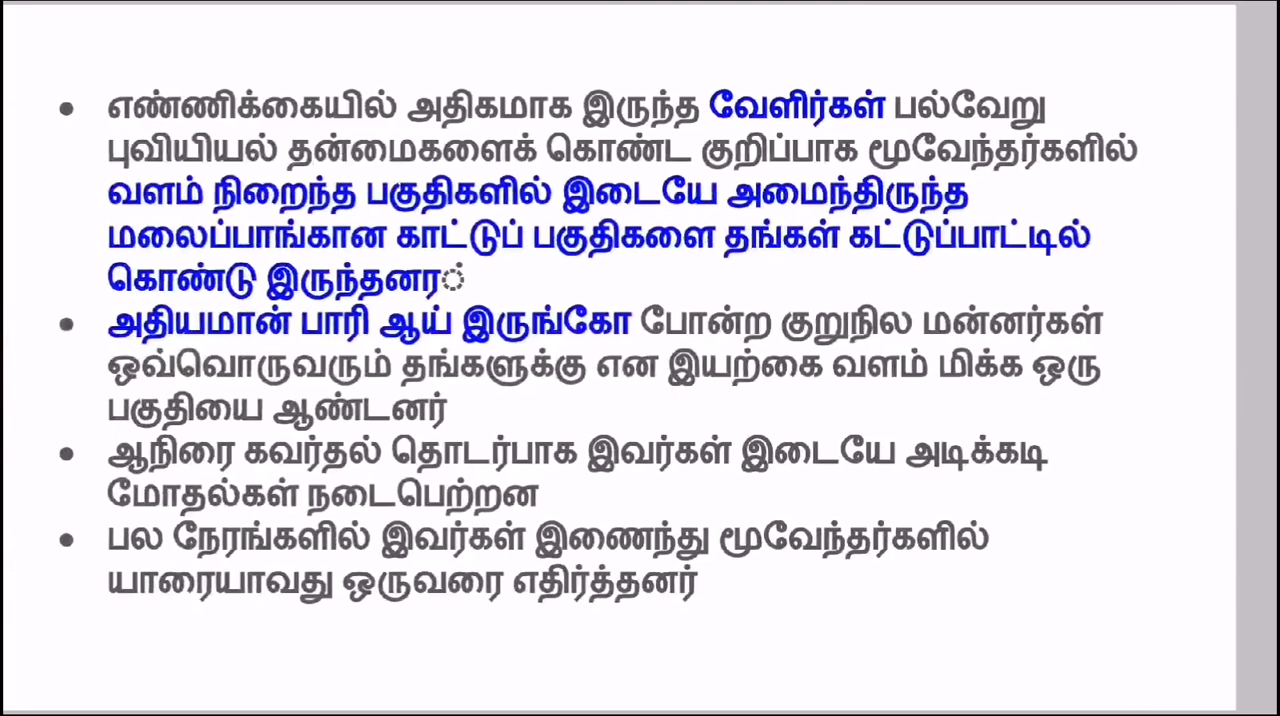 • எண்ணிக்கையில் அதிகமாக இருந்த வேளிர்கள் பல்வேறு
புவியியல் தன்மைகளைக் கொண்ட குறிப்பாக மூவேந்தர்களில்
வளம் நிறைந்த பகுதிகளில் இடையே அமைந்திருந்த
மலைப்பாங்கான காட்டுப் பகுதிகளை தங்கள் கட்டுப்பாட்டில்
கொண்டு இருந்தனர்
• அதியமான் பாரி ஆய் இருங்கோ போன்ற குறுநில மன்னர்கள்
ஒவ்வொருவரும் தங்களுக்கு என இயற்கை வளம் மிக்க ஒரு
பகுதியை ஆண்டனர்
• ஆநிரை கவர்தல் தொடர்பாக இவர்கள் இடையே அடிக்கடி
மோதல்கள் நடைபெற்றன
• பல நேரங்களில் இவர்கள் இணைந்து மூவேந்தர்களில்
யாரையாவது ஒருவரை எதிர்த்தனர்